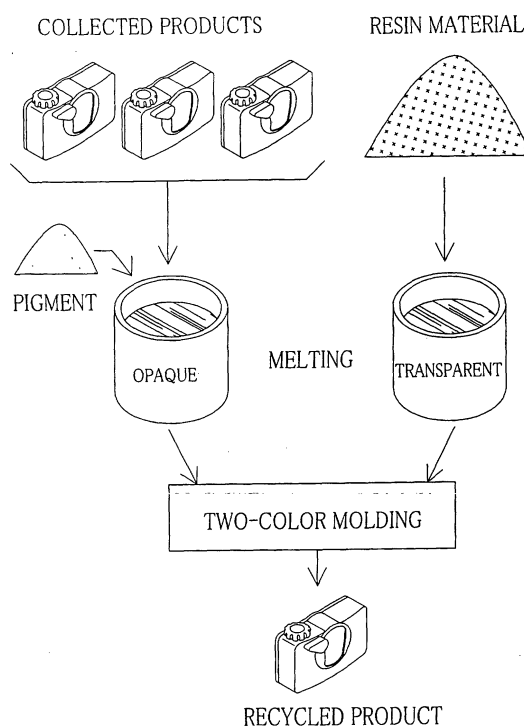 COLLECTED PRODUCTS
RESIN MATERIAL
PIGMENT
OPAQUE
MELTING
TRANSPARENT
TWO-COLOR MOLDING
RECYCLED PRODUCT